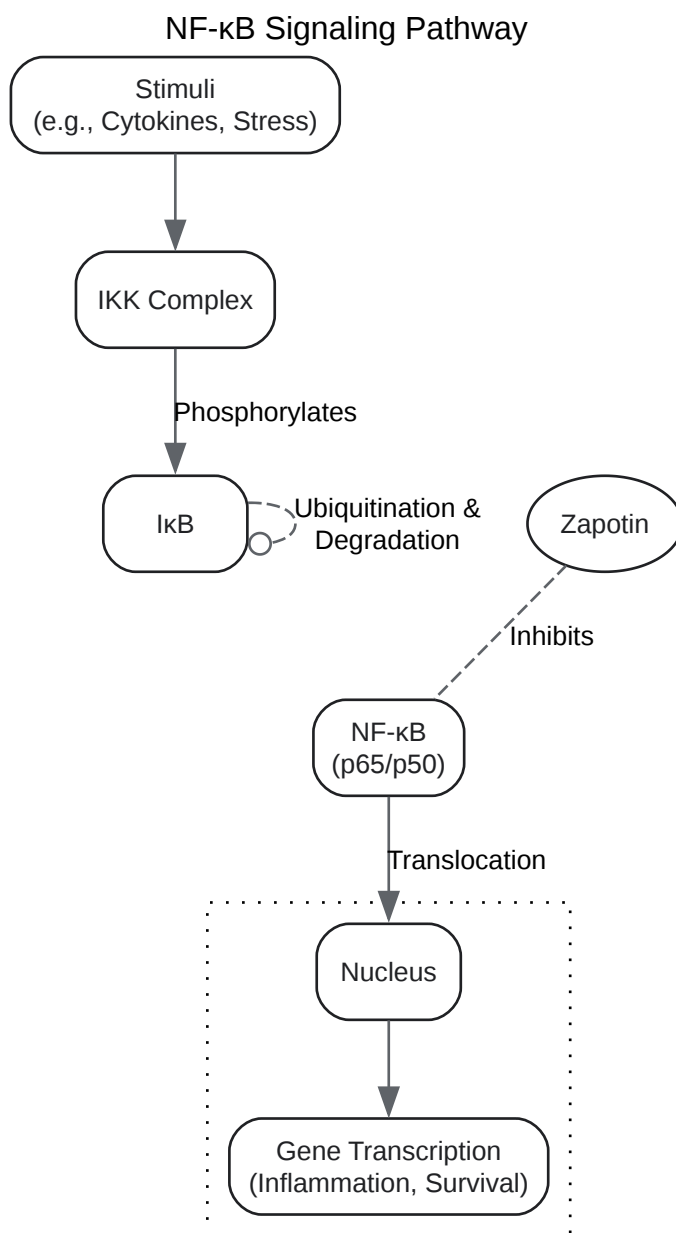 NF-κB Signaling Pathway
Stimuli
(e.g., Cytokines, Stress)
IKK Complex
Phosphorylates
IκB
Ubiquitination &
Degradation
Zapotin
Inhibits
NF-κB
(p65/p50)
Translocation
Nucleus
Gene Transcription
(Inflammation, Survival)